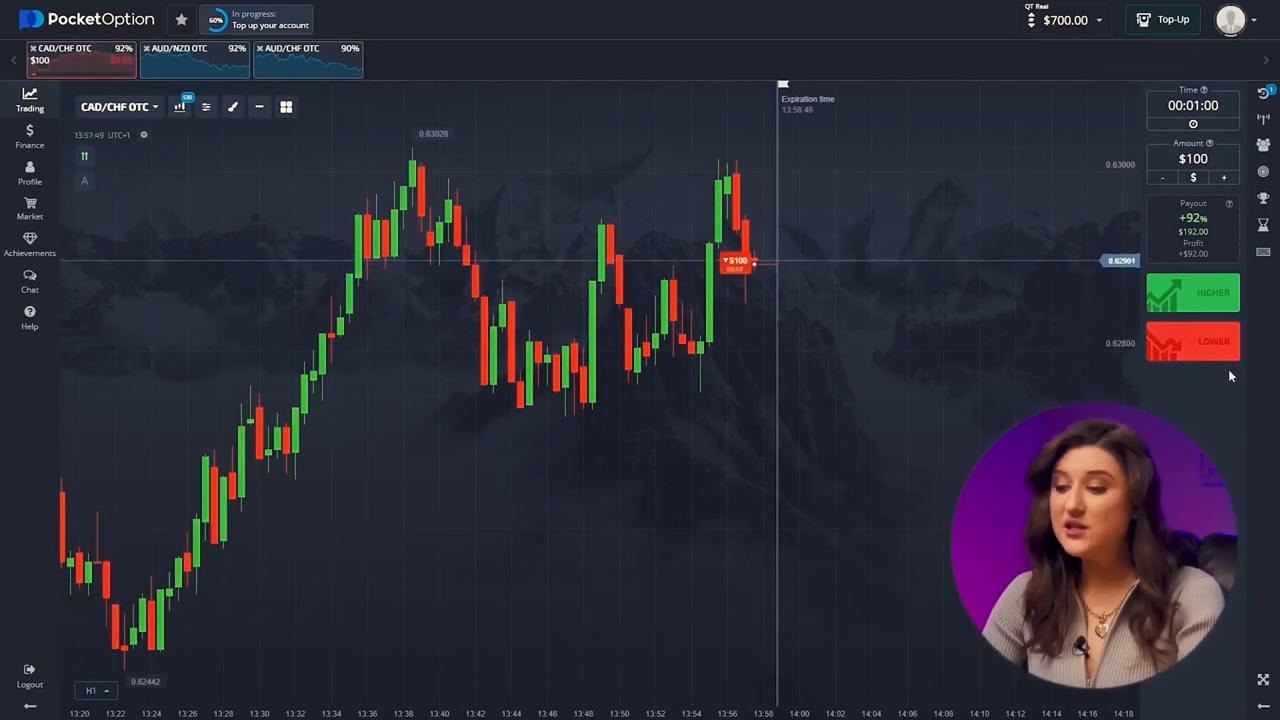 PocketOption
60%
In progress:
Top up your account
QT Real
$700.00
Top-Up
CAD/CHF OTC 92%
$100 $0.00
AUD/NZD OTC 92%
AUD/CHF OTC 90%
Trading
Finance
Profile
Market
Achievements
Chat
Help
Logout
CAD/CHF OTC
S30
13:57:49 UTC+1
A
0.63028
Expiration time
13:58:49
0.63000
0.62901
0.62800
$100
0.62442
H1
Time
00:01:00
Amount
$100
- $ +
Payout
+92%
$192.00
Profit
+$92.00
HIGHER
LOWER
1
13:20 13:22 13:24 13:26 13:28 13:30 13:32 13:34 13:36 13:38 13:40 13:42 13:44 13:46 13:48 13:50 13:52 13:54 13:56 13:58 14:00 14:02 14:04 14:06 14:08 14:10 14:12 14:14 14:16 14:18